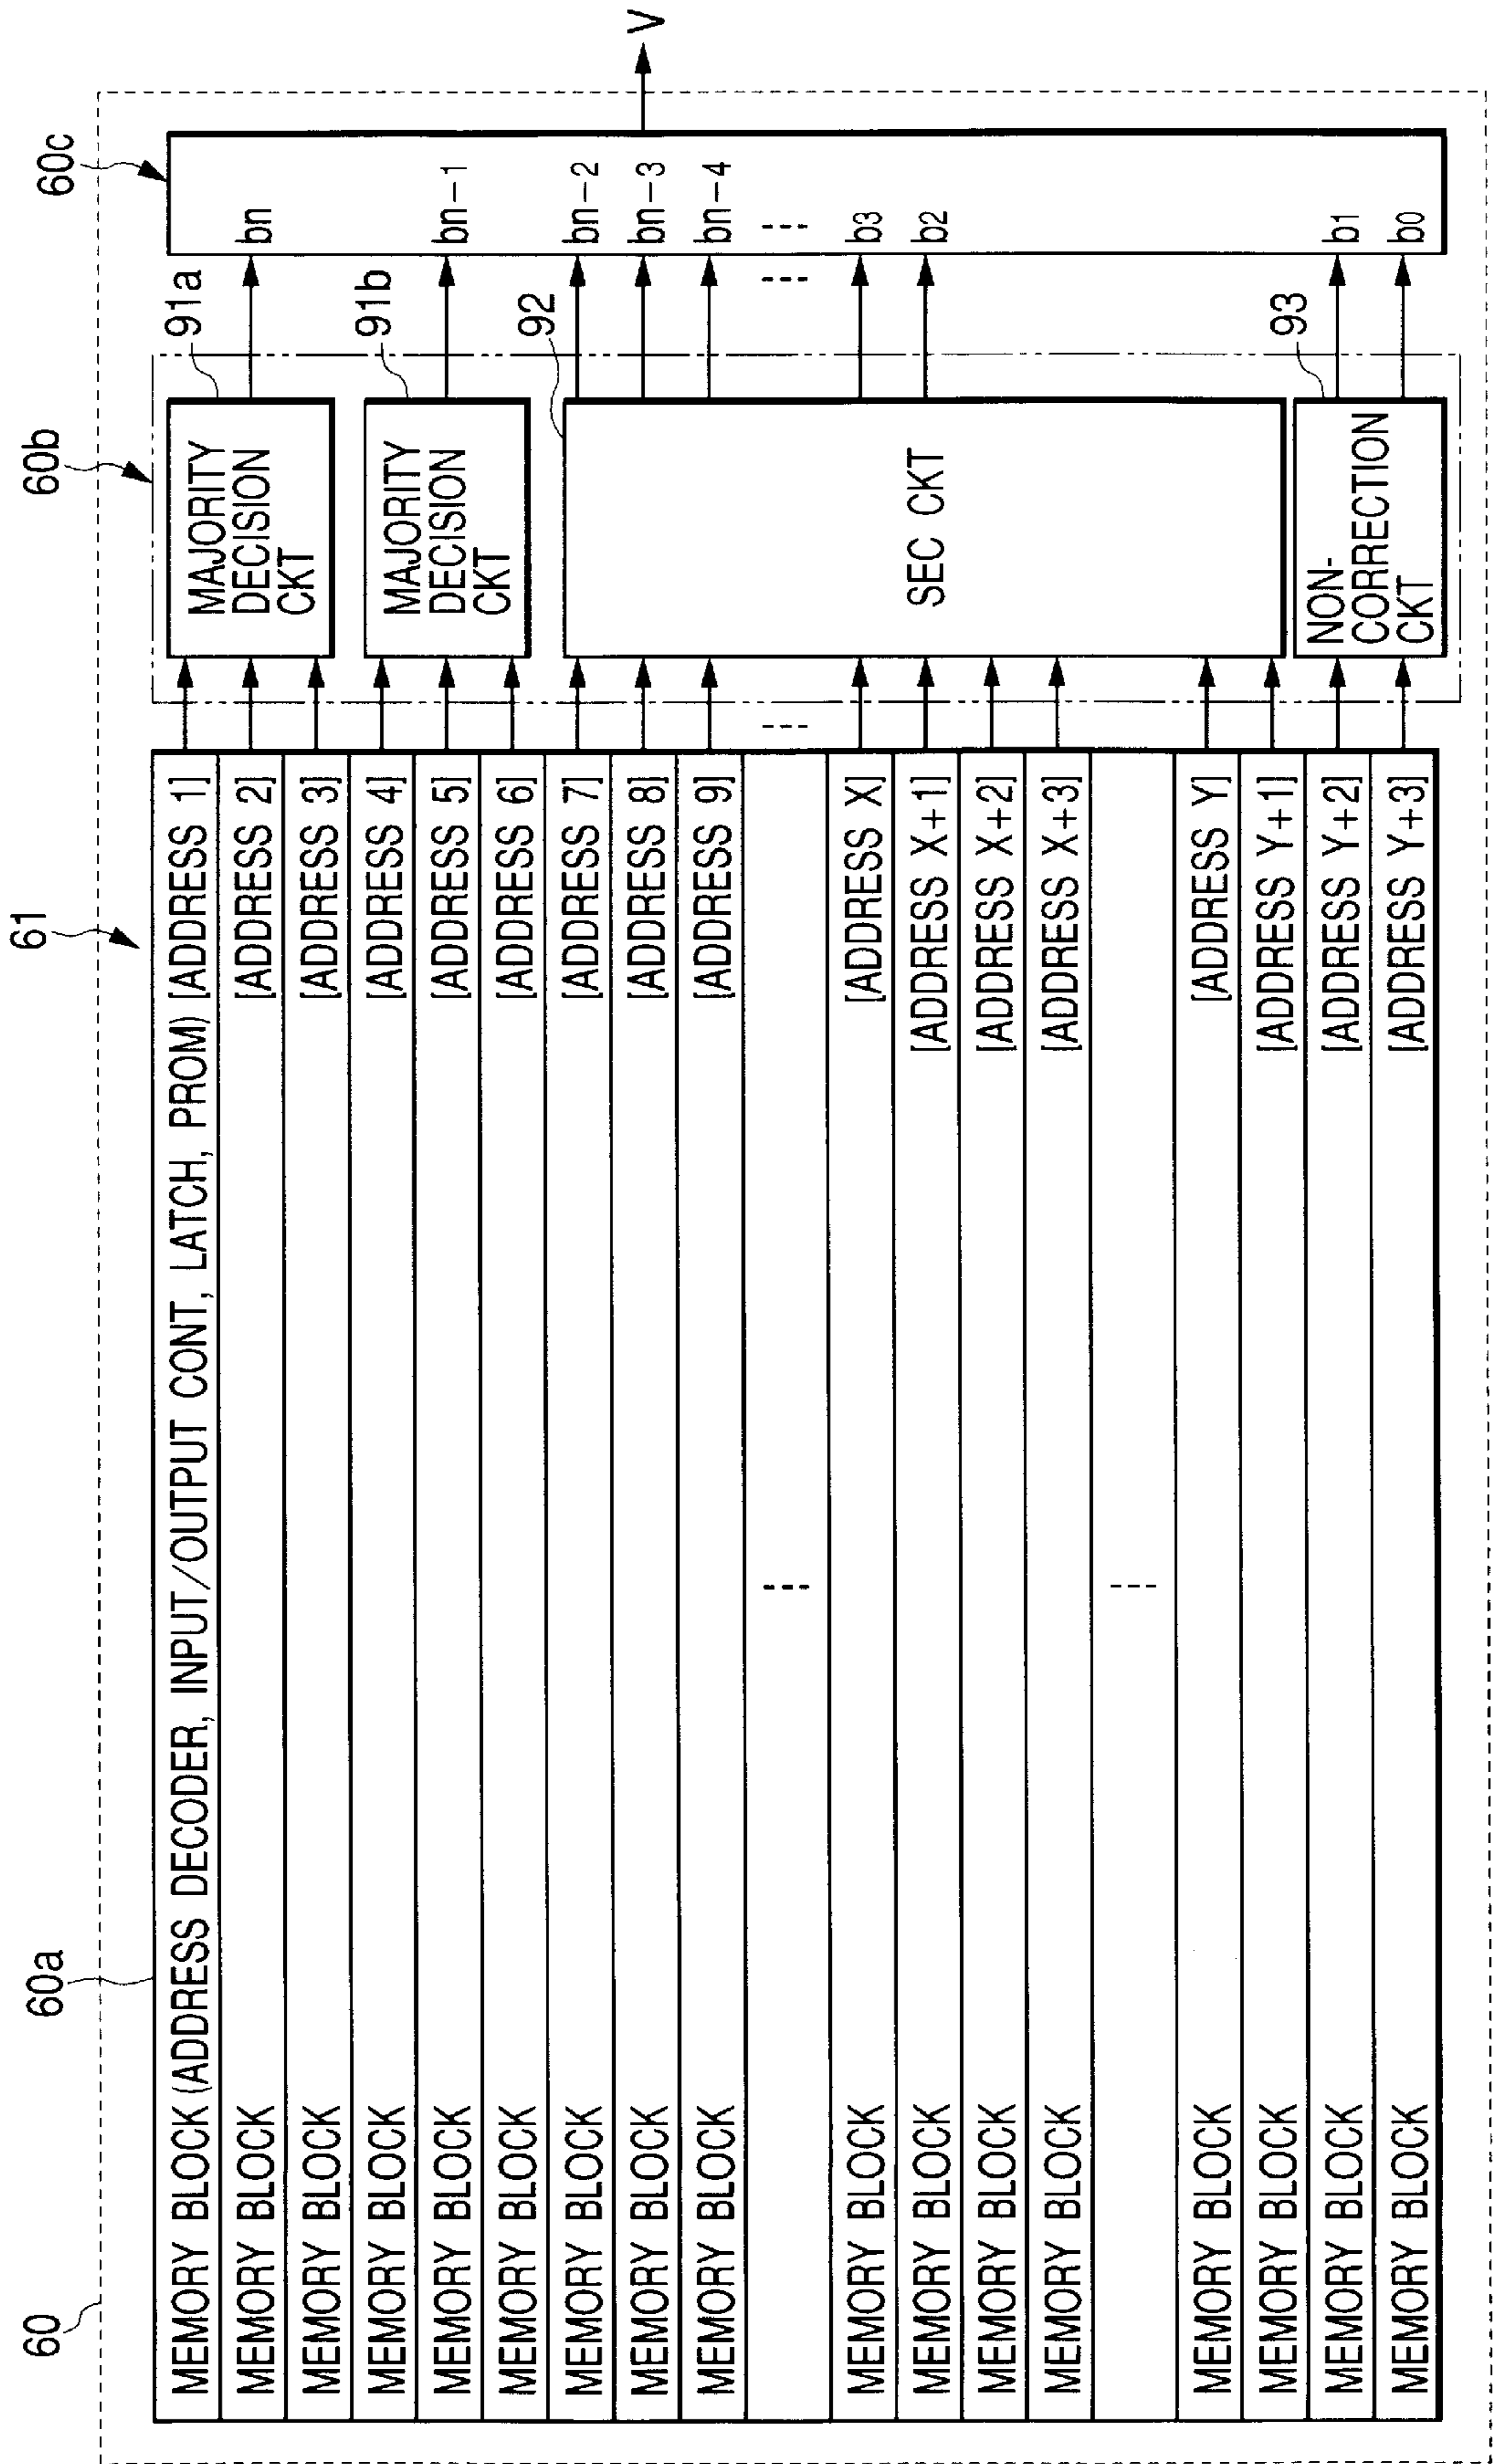 60
60a
61
60b
60c
MEMORY BLOCK (ADDRESS DECODER, INPUT/OUTPUT CONT, LATCH, PROM) [ADDRESS 1]
MEMORY BLOCK [ADDRESS 2]
MEMORY BLOCK [ADDRESS 3]
MEMORY BLOCK [ADDRESS 4]
MEMORY BLOCK [ADDRESS 5]
MEMORY BLOCK [ADDRESS 6]
MEMORY BLOCK [ADDRESS 7]
MEMORY BLOCK [ADDRESS 8]
MEMORY BLOCK [ADDRESS 9]
---
MEMORY BLOCK [ADDRESS X]
MEMORY BLOCK [ADDRESS X+1]
MEMORY BLOCK [ADDRESS X+2]
MEMORY BLOCK [ADDRESS X+3]
---
MEMORY BLOCK [ADDRESS Y]
MEMORY BLOCK [ADDRESS Y+1]
MEMORY BLOCK [ADDRESS Y+2]
MEMORY BLOCK [ADDRESS Y+3]
---
91a
MAJORITY
DECISION
CKT
91b
MAJORITY
DECISION
CKT
92
SEC CKT
93
NON-
CORRECTION
CKT
---
bn
bn-1
bn-2
bn-3
bn-4
---
b3
b2
b1
b0
V